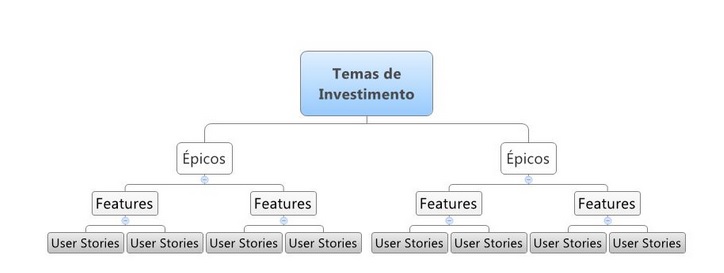 Temas de
Investimento
Épicos
Épicos
Features
Features
Features
Features
User Stories
User Stories
User Stories
User Stories
User Stories
User Stories
User Stories
User Stories